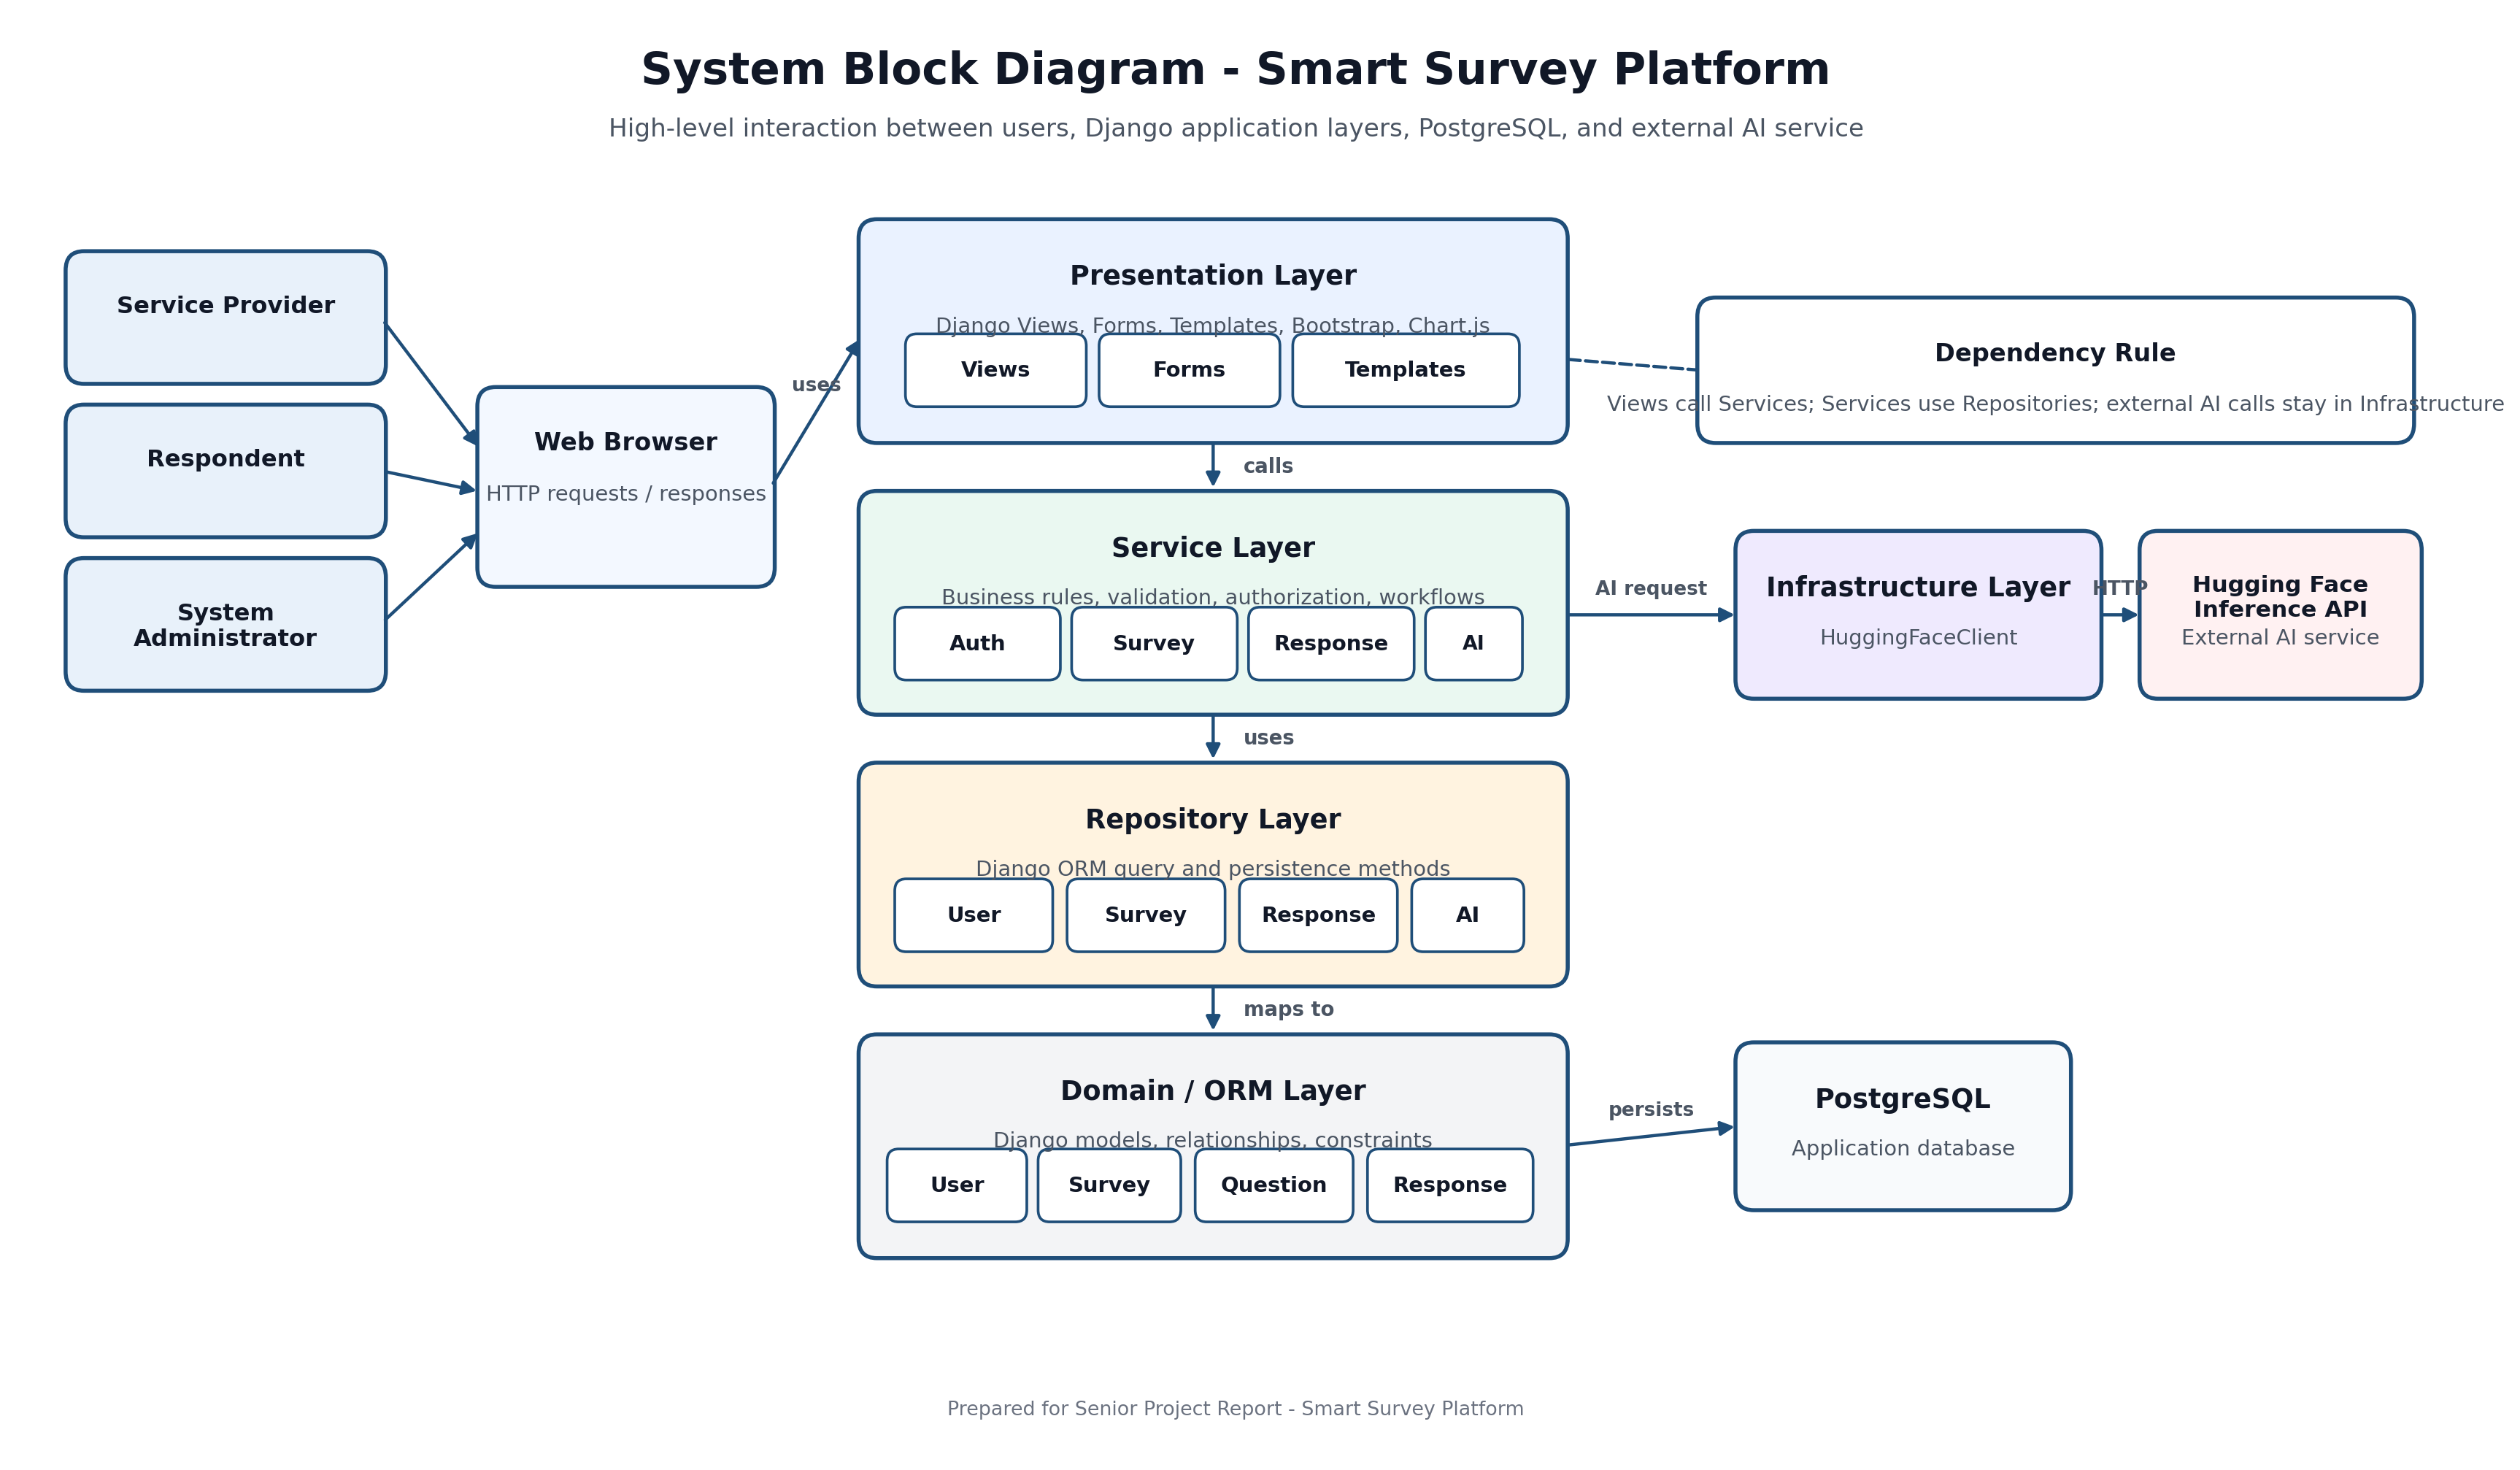 System Block Diagram - Smart Survey Platform
High-level interaction between users, Django application layers, PostgreSQL, and external AI service
Service Provider
Respondent
System
Administrator
Web Browser
HTTP requests / responses
uses
Presentation Layer
Django Views, Forms, Templates, Bootstrap, Chart.js
Views
Forms
Templates
Dependency Rule
Views call Services; Services use Repositories; external AI calls stay in Infrastructure
calls
Service Layer
Business rules, validation, authorization, workflows
Auth
Survey
Response
AI
AI request
Infrastructure Layer
HuggingFaceClient
HTTP
Hugging Face
Inference API
External AI service
uses
Repository Layer
Django ORM query and persistence methods
User
Survey
Response
AI
maps to
Domain / ORM Layer
Django models, relationships, constraints
User
Survey
Question
Response
persists
PostgreSQL
Application database
Prepared for Senior Project Report - Smart Survey Platform